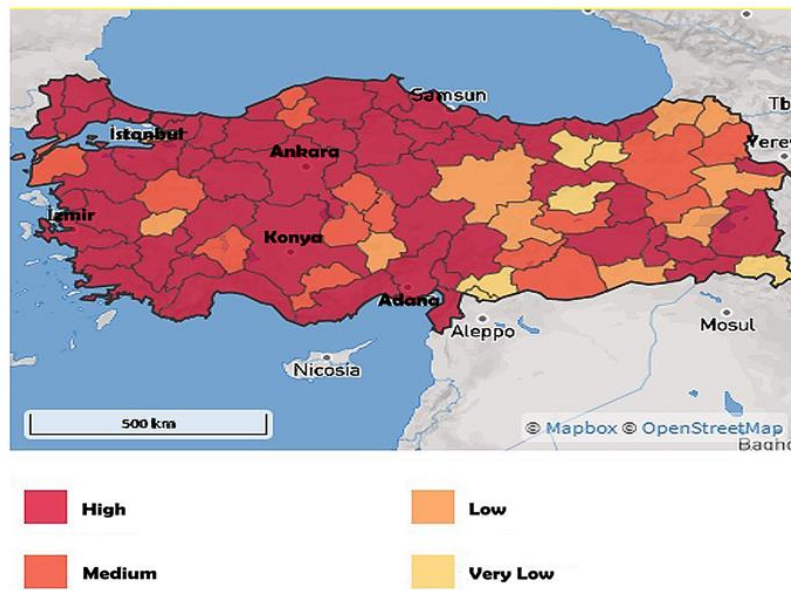 Samsun
Tb
İstanbul
Ankara
Yerev
İzmir
Konya
Adana
Aleppo
Mosul
Nicosia
500 km
© Mapbox © OpenStreetMap
Baghd
High
Low
Medium
Very Low